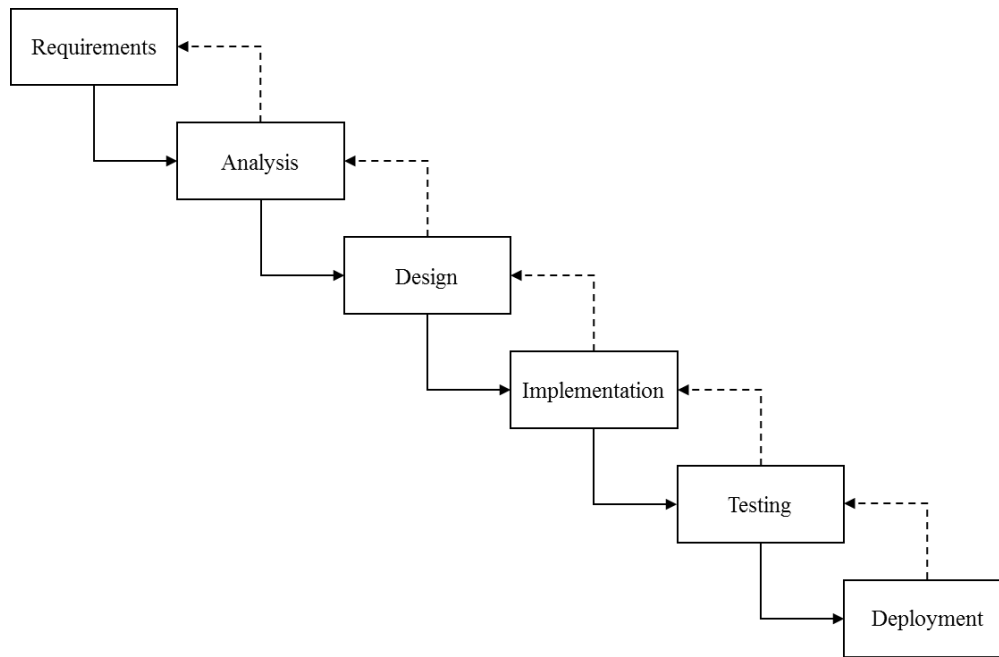 Requirements
Analysis
Design
Implementation
Testing
Deployment